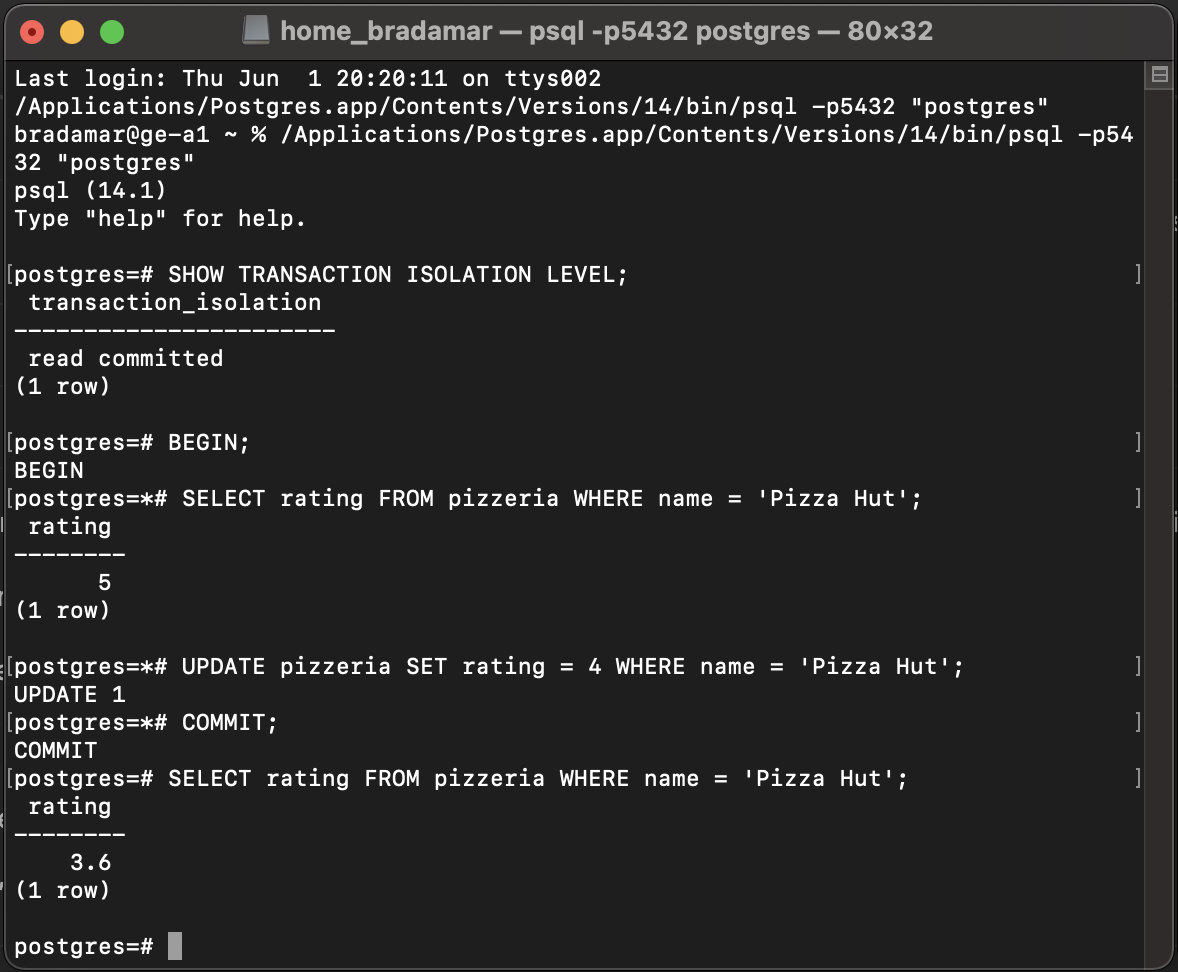 home_bradamar — psql -p5432 postgres — 80×32
Last login: Thu Jun  1 20:20:11 on ttys002
/Applications/Postgres.app/Contents/Versions/14/bin/psql -p5432 "postgres"
bradamar@ge-a1 ~ % /Applications/Postgres.app/Contents/Versions/14/bin/psql -p54
32 "postgres"
psql (14.1)
Type "help" for help.
[postgres=# SHOW TRANSACTION ISOLATION LEVEL; ]
 transaction_isolation
-----------------------
 read committed
(1 row)
[postgres=# BEGIN; ]
BEGIN
[postgres=*# SELECT rating FROM pizzeria WHERE name = 'Pizza Hut'; ]
 rating
--------
      5
(1 row)
[postgres=*# UPDATE pizzeria SET rating = 4 WHERE name = 'Pizza Hut'; ]
UPDATE 1
[postgres=*# COMMIT; ]
COMMIT
[postgres=# SELECT rating FROM pizzeria WHERE name = 'Pizza Hut'; ]
 rating
--------
    3.6
(1 row)
postgres=#